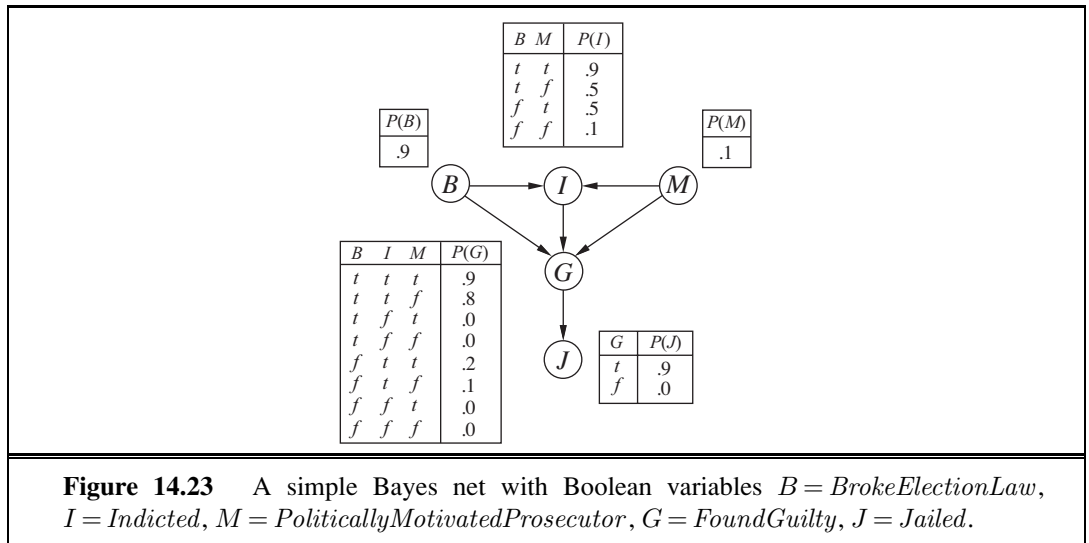 B M P(I)
t t .9
t f .5
f t .5
f f .1
P(B)
.9
P(M)
.1
B
I
M
B I M P(G)
t t t .9
t t f .8
t f t .0
t f f .0
f t t .2
f t f .1
f f t .0
f f f .0
G
J
G P(J)
t .9
f .0
Figure 14.23 A simple Bayes net with Boolean variables B = BrokeElectionLaw,
I = Indicted, M = PoliticallyMotivatedProsecutor, G = FoundGuilty, J = Jailed.